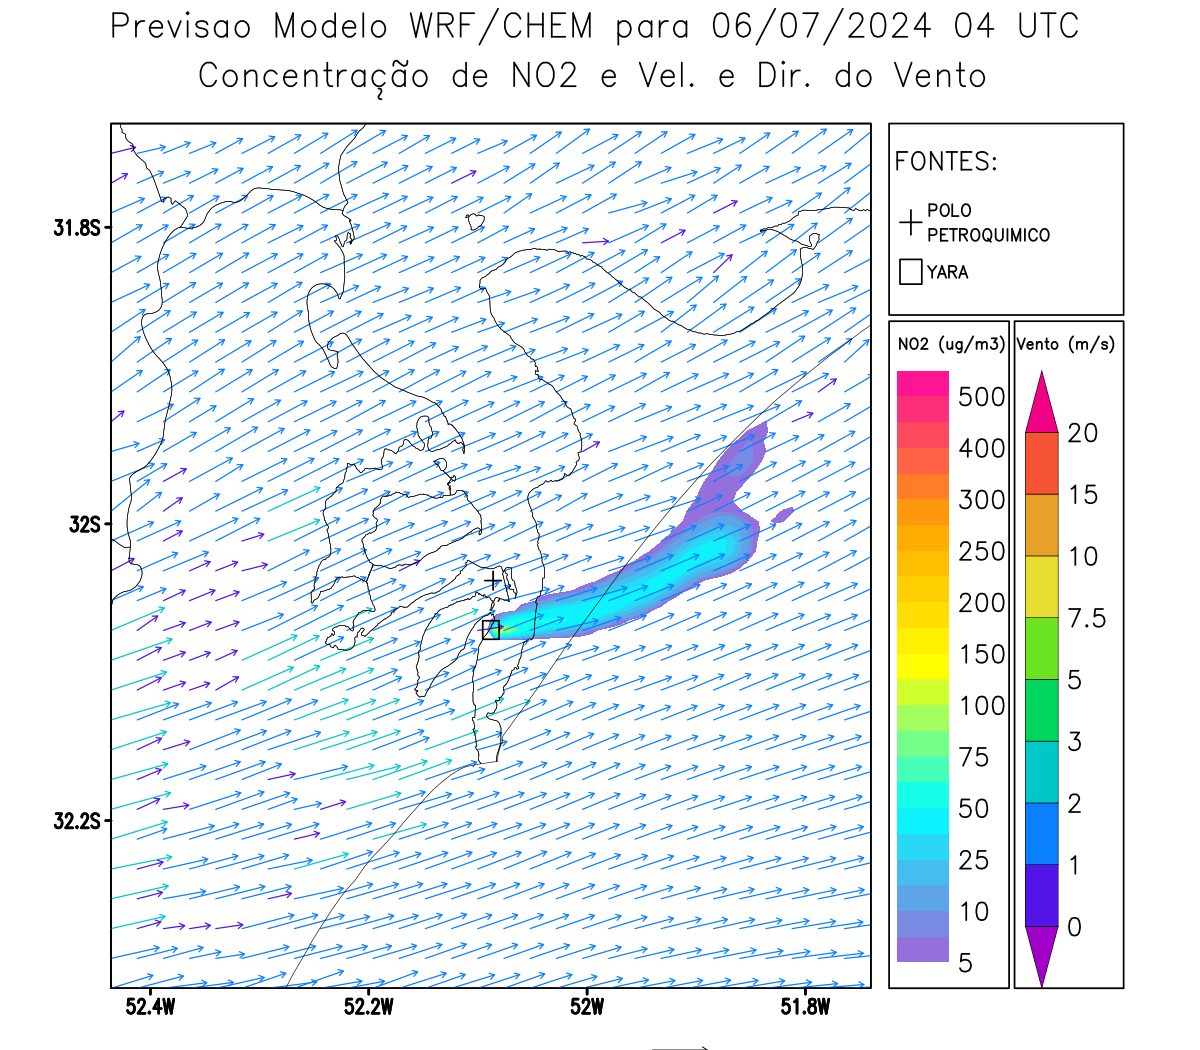 Previsao Modelo WRF/CHEM para 06/07/2024 04 UTC
Concentração de NO2 e Vel. e Dir. do Vento
FONTES:
POLO
PETROQUIMICO
YARA
31.8S
32S
32.2S
52.4W
52.2W
52W
51.8W
NO2 (ug/m3)
500
400
300
250
200
150
100
75
50
25
10
5
Vento (m/s)
20
15
10
7.5
5
3
2
1
0